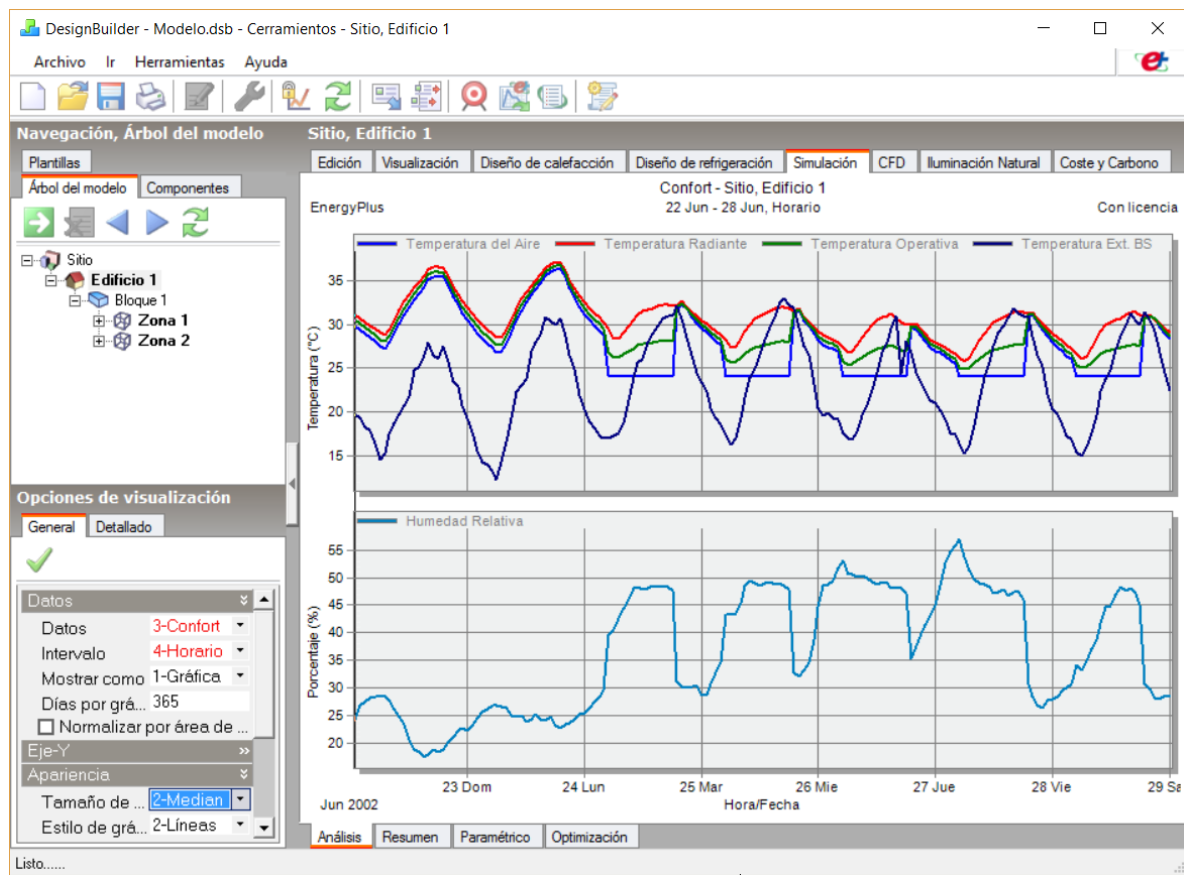 DesignBuilder - Modelo.dsb - Cerramientos - Sitio, Edificio 1
Archivo Ir Herramientas Ayuda
Navegación, Árbol del modelo
Plantillas
Árbol del modelo Componentes
Sitio
Edificio 1
Bloque 1
Zona 1
Zona 2
Opciones de visualización
General Detallado
Datos
Datos 3-Confort
Intervalo 4-Horario
Mostrar como 1-Gráfica
Días por grá... 365
Normalizar por área de ...
Eje-Y
Apariencia
Tamaño de ... 2-Median
Estilo de grá... 2-Líneas
Sitio, Edificio 1
Edición Visualización Diseño de calefacción Diseño de refrigeración Simulación CFD Iluminación Natural Coste y Carbono
Confort - Sitio, Edificio 1
EnergyPlus 22 Jun - 28 Jun, Horario Con licencia
Temperatura del Aire Temperatura Radiante Temperatura Operativa Temperatura Ext. BS
Temperatura (°C)
35
30
25
20
15
Humedad Relativa
Porcentaje (%)
55
50
45
40
35
30
25
20
23 Dom 24 Lun 25 Mar 26 Mie 27 Jue 28 Vie 29 Sa
Jun 2002 Hora/Fecha
Análisis Resumen Paramétrico Optimización
Listo......